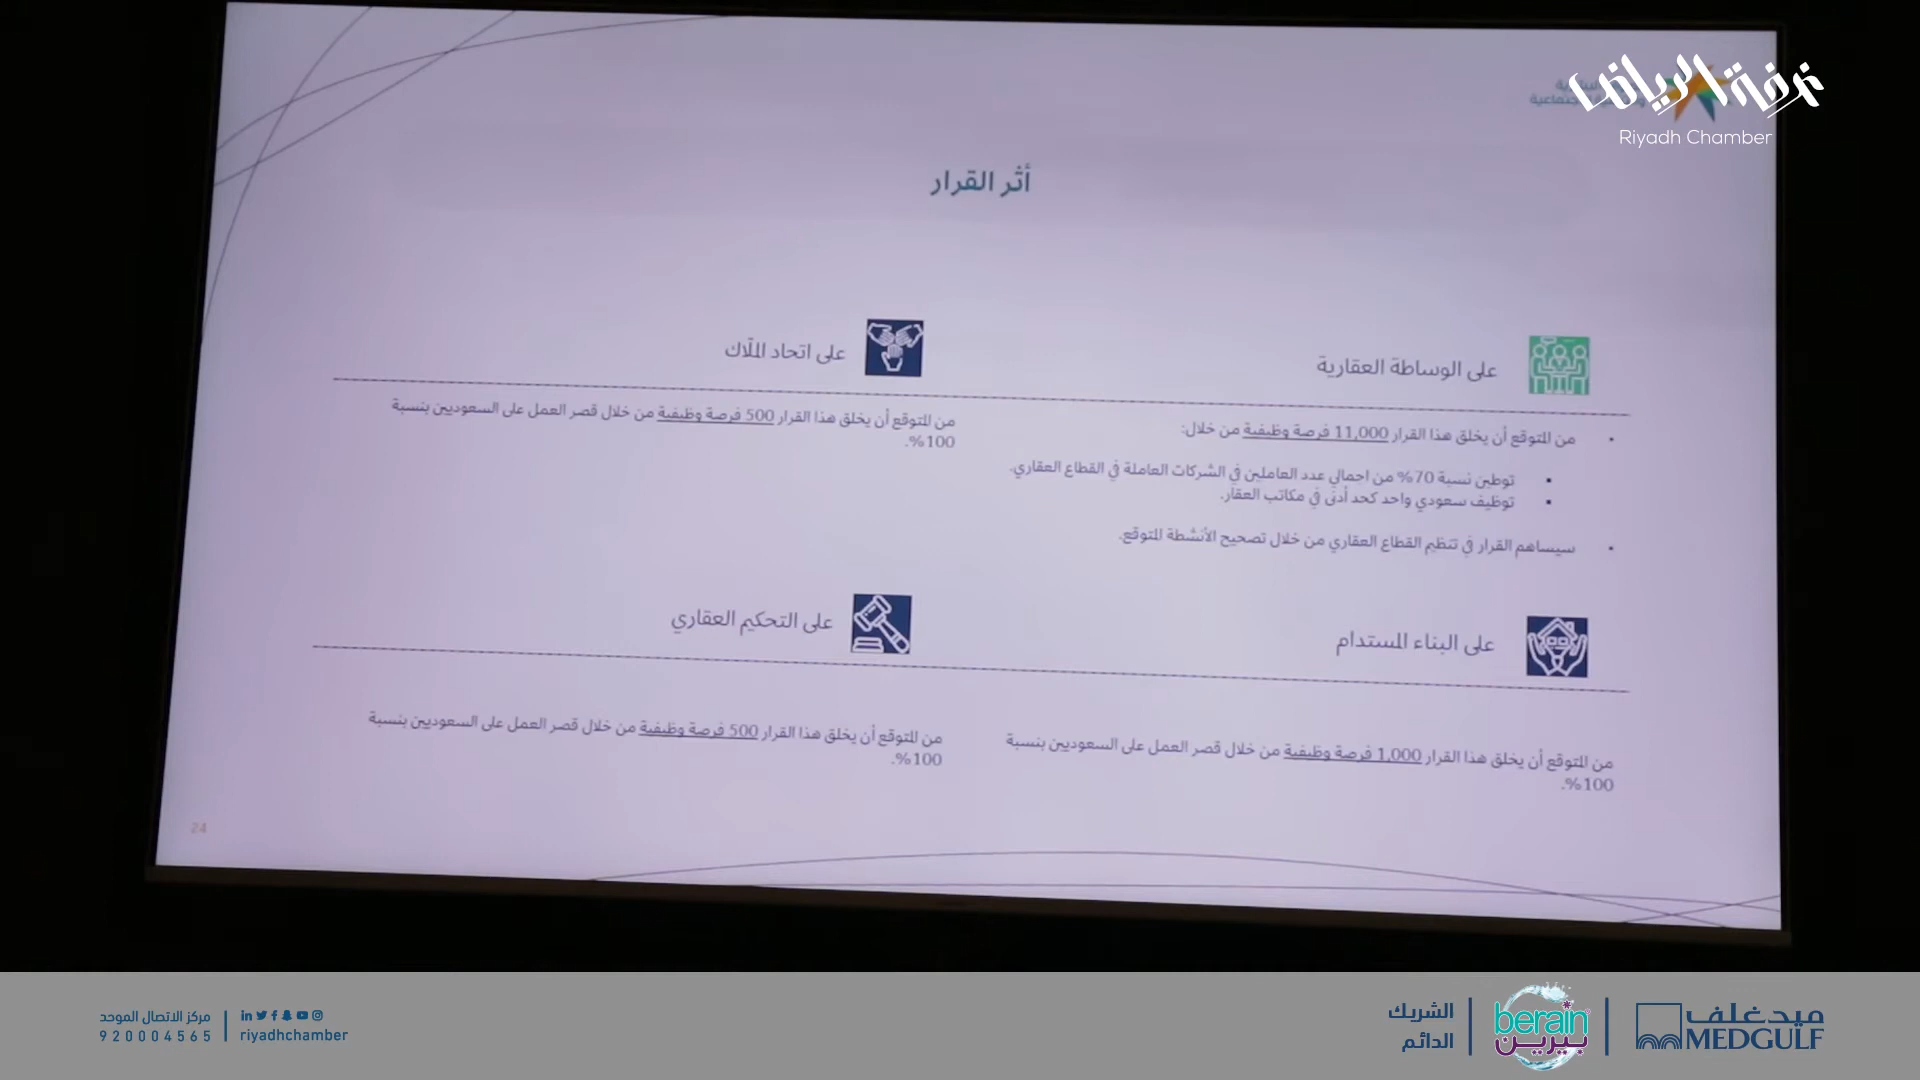 غرفة الرياض
Riyadh Chamber
أثر القرار
على الوساطة العقارية
من المتوقع أن يخلق هذا القرار 11,000 فرصة وظيفية من خلال:
توطين نسبة 70% من اجمالي عدد العاملين في الشركات العاملة في القطاع العقاري.
توظيف سعودي واحد كحد أدنى في مكاتب العقار.
سيساهم القرار في تنظيم القطاع العقاري من خلال تصحيح الأنشطة المتوقع.
على اتحاد الملّاك
من المتوقع أن يخلق هذا القرار 500 فرصة وظيفية من خلال قصر العمل على السعوديين بنسبة
100%.
على البناء المستدام
من المتوقع أن يخلق هذا القرار 1,000 فرصة وظيفية من خلال قصر العمل على السعوديين بنسبة
100%.
على التحكيم العقاري
من المتوقع أن يخلق هذا القرار 500 فرصة وظيفية من خلال قصر العمل على السعوديين بنسبة
100%.
24
ميدغلف
MEDGULF
berain
بيرين
الشريك
الدائم
riyadhchamber
مركز الاتصال الموحد
920004565